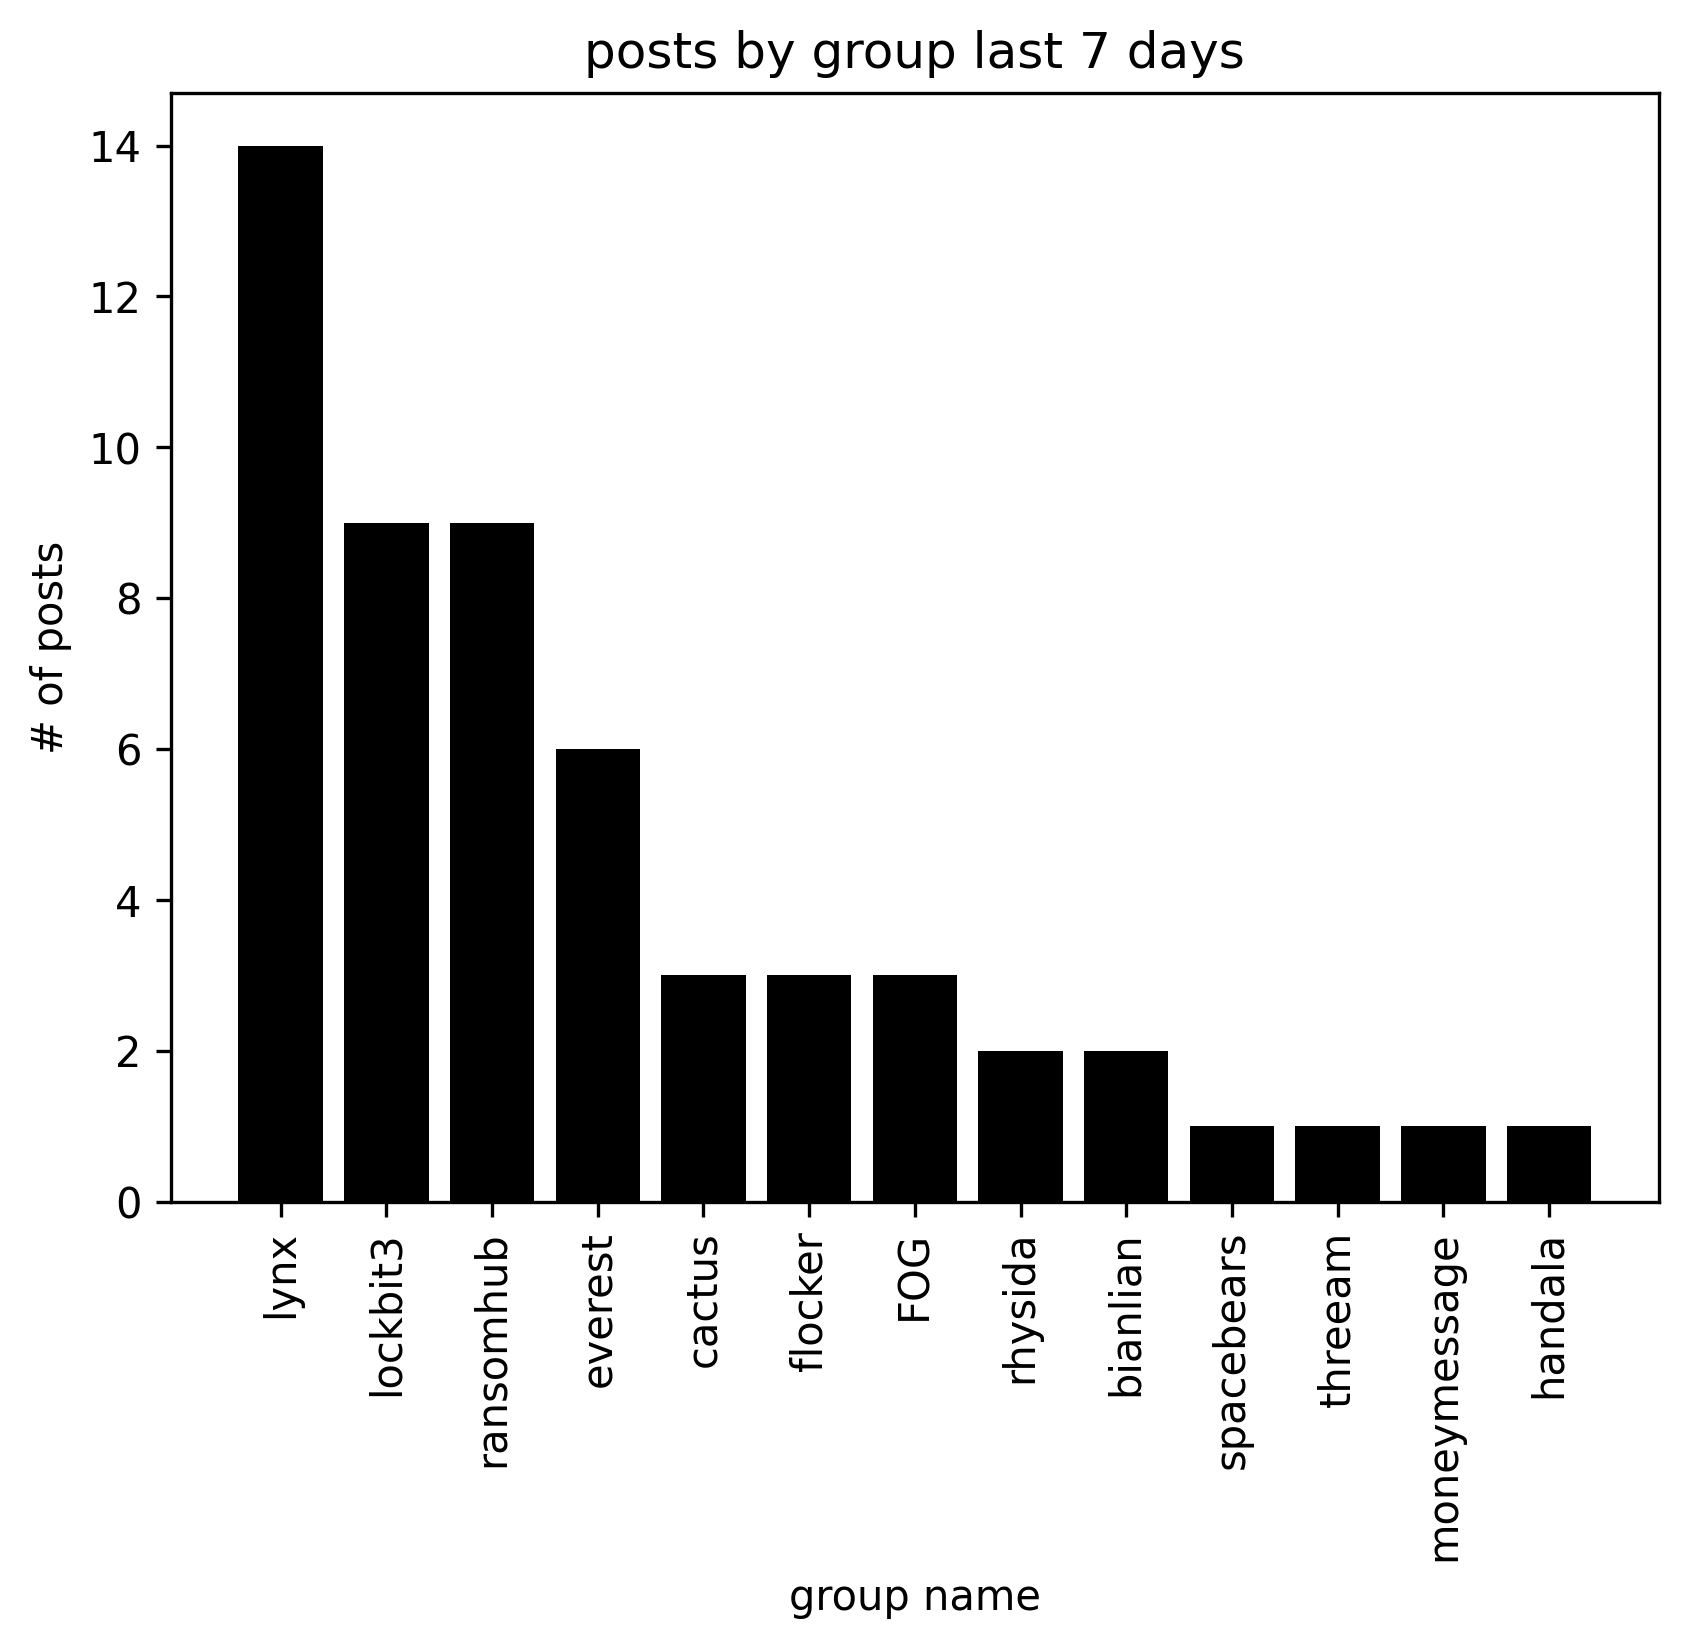 posts by group last 7 days
14
12
10
8
6
4
2
0
# of posts
lynx
lockbit3
ransomhub
everest
cactus
flocker
FOG
rhysida
bianlian
spacebears
threeam
moneymessage
handala
group name